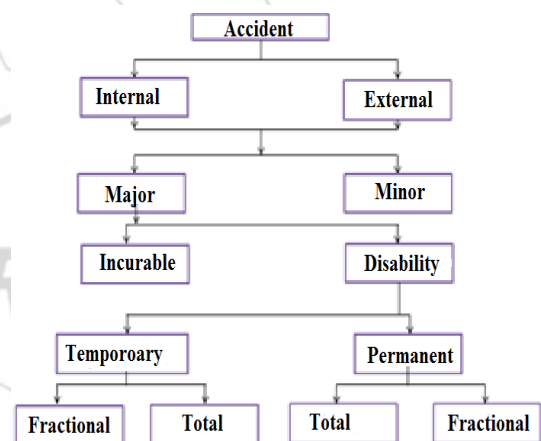 Accident
Internal
External
Major
Minor
Incurable
Disability
Temporoary
Permanent
Fractional
Total
Total
Fractional